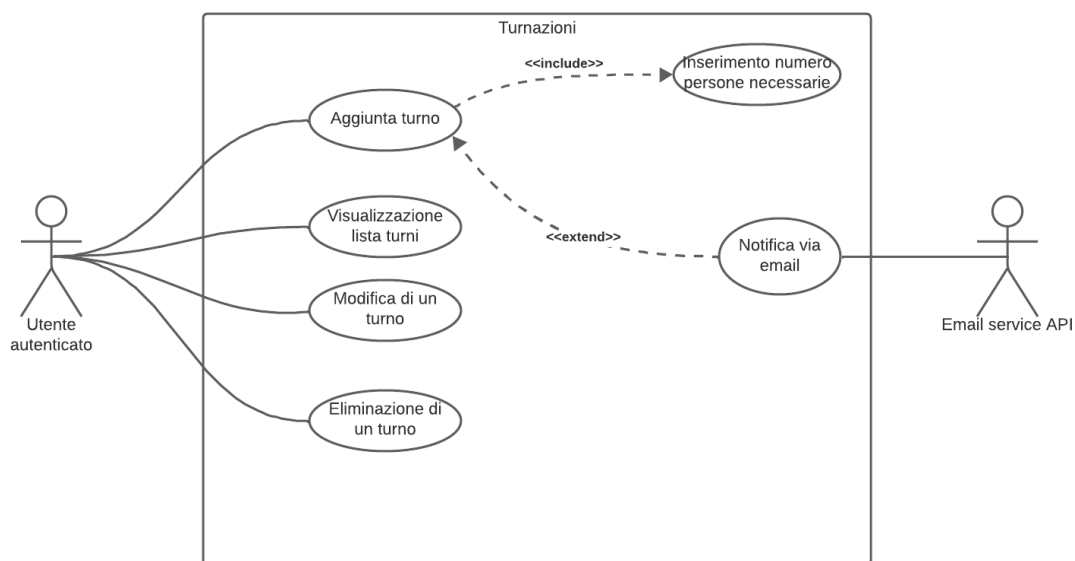 Turnazioni
<<include>>
Inserimento numero
persone necessarie
Aggiunta turno
Visualizzazione
lista turni
<<extend>>
Notifica via
email
Modifica di un
turno
Utente
autenticato
Email service API
Eliminazione di
un turno